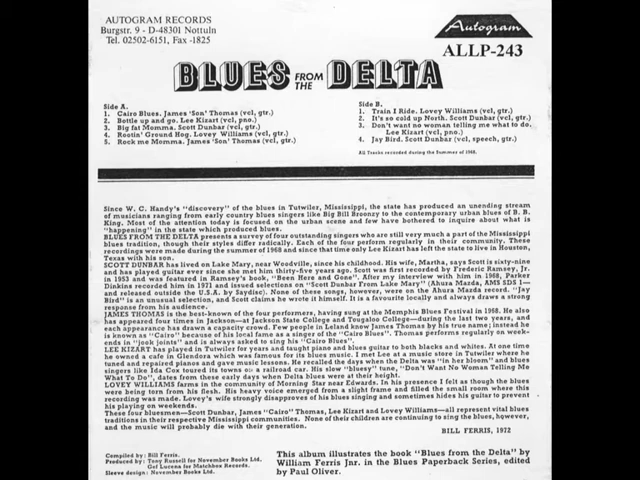 AUTOGRAM RECORDS
Burgstr. 9 - D-48301 Nottuln
Tel. 02502-6151, Fax -1825
Autogram
ALLP-243
BLUES FROM THE DELTA
Side A.
1. Cairo Blues. James 'Son' Thomas (vcl, gtr.)
2. Bottle up and go. Lee Kizart (vcl, pno.)
3. Big fat Momma. Scott Dunbar (vcl, gtr.)
4. Rootin' Ground Hog. Lovey Williams (vcl, gtr.)
5. Rock me Momma. James 'Son' Thomas (vcl, gtr.)
Side B.
1. Train I Ride. Lovey Williams (vcl, gtr.)
2. It's so cold up North. Scott Dunbar (vcl, gtr.)
3. Don't want no woman telling me what to do.
Lee Kizart (vcl, pno.)
4. Jay Bird. Scott Dunbar (vcl, speech, gtr.)
All Tracks recorded during the Summer of 1968.
Since W. C. Handy's "discovery" of the blues in Tutwiler, Mississippi, the state has produced an unending stream
of musicians ranging from early country blues singers like Big Bill Broonzy to the contemporary urban blues of B. B.
King. Most of the attention today is focused on the urban scene and few have bothered to inquire about what is
"happening" in the state which produced blues.
BLUES FROM THE DELTA presents a survey of four outstanding singers who are still very much a part of the Mississippi
blues tradition, though their styles differ radically. Each of the four perform regularly in their community. These
recordings were made during the summer of 1968 and since that time only Lee Kizart has left the state to live in Houston,
Texas with his son.
SCOTT DUNBAR has lived on Lake Mary, near Woodville, since his childhood. His wife, Martha, says Scott is sixty-nine
and has played guitar ever since she met him thirty-five years ago. Scott was first recorded by Frederic Ramsey, Jr.
in 1953 and was featured in Ramsey's book, "Been Here and Gone". After my interview with him in 1968, Parker
Dinkins recorded him in 1971 and issued selections on "Scott Dunbar From Lake Mary" (Ahura Mazda, AMS SDS 1—
and released outside the U.S.A. by Saydisc). None of these songs, however, were on the Ahura Mazda record. "Jay
Bird" is an unusual selection, and Scott claims he wrote it himself. It is a favourite locally and always draws a strong
response from his audience.
JAMES THOMAS is the best-known of the four performers, having sung at the Memphis Blues Festival in 1968. He also
has appeared four times in Jackson—at Jackson State College and Tougaloo College—during the last two years, and
each appearance has drawn a capacity crowd. Few people in Leland know James Thomas by his true name; instead he
is known as "Cairo" because of his local fame as a singer of the "Cairo Blues". Thomas performs regularly on week-
ends in "jook joints" and is always asked to sing his "Cairo Blues".
LEE KIZART has played in Tutwiler for years and taught piano and blues guitar to both blacks and whites. At one time
he owned a cafe in Glendora which was famous for its blues music. I met Lee at a music store in Tutwiler where he
tuned and repaired pianos and gave music lessons. He recalled the days when the Delta was "in her bloom" and blues
singers like Ida Cox toured its towns on a railroad car. His slow "bluesy" tune, "Don't Want No Woman Telling Me
What To Do", dates from these early days when Delta blues were at their height.
LOVEY WILLIAMS farms in the community of Morning Star near Edwards. In his presence I felt as though the blues
were being torn from his flesh. His heavy voice emerged from a slight frame and filled the small room where this
recording was made. Lovey's wife strongly disapproves of his blues singing and sometimes hides his guitar to prevent
his playing on weekends.
These four bluesmen—Scott Dunbar, James "Cairo" Thomas, Lee Kizart and Lovey Williams—all represent vital blues
traditions in their respective Mississippi communities. None of their children are continuing to sing the blues, however,
and the music will probably die with their generation.
BILL FERRIS, 1972
Compiled by: Bill Ferris.
Produced by: Tony Russell for November Books Ltd.
Gef Lucena for Matchbox Records.
Sleeve design: November Books Ltd.
This album illustrates the book "Blues from the Delta" by
William Ferris Jnr. in the Blues Paperback Series, edited
by Paul Oliver.